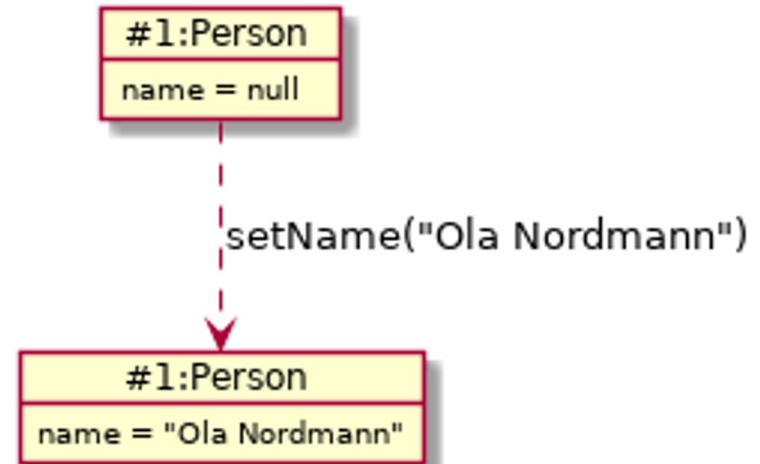 #1:Person
name = null
setName("Ola Nordmann")
#1:Person
name = "Ola Nordmann"